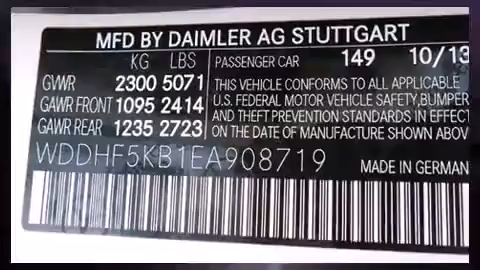 MFD BY DAIMLER AG STUTTGART
KG LBS PASSENGER CAR 149 10/13
GVWR 2300 5071 THIS VEHICLE CONFORMS TO ALL APPLICABLE
GAWR FRONT 1095 2414 U.S. FEDERAL MOTOR VEHICLE SAFETY, BUMPER
GAWR REAR 1235 2723 AND THEFT PREVENTION STANDARDS IN EFFECT
ON THE DATE OF MANUFACTURE SHOWN ABOV
WDDHF5KB1EA908719 MADE IN GERMAN